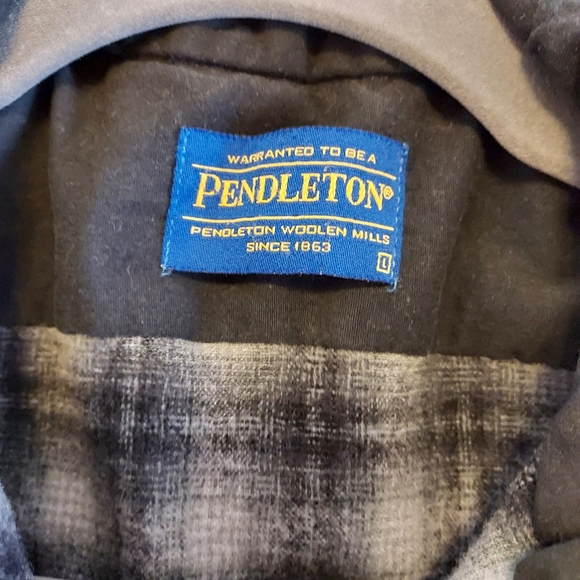 WARRANTED TO BE A
PENDLETON®
PENDLETON WOOLEN MILLS
SINCE 1863
L